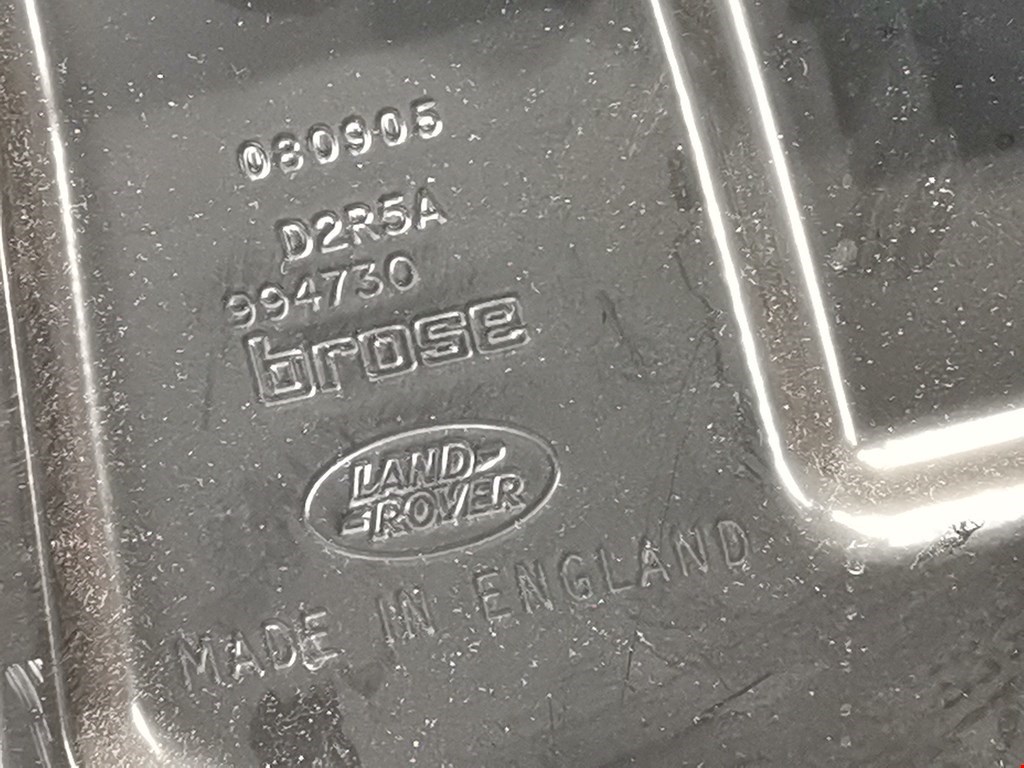 080905
D2R5A
994730
brose
LAND-
-ROVER
MADE IN ENGLAND